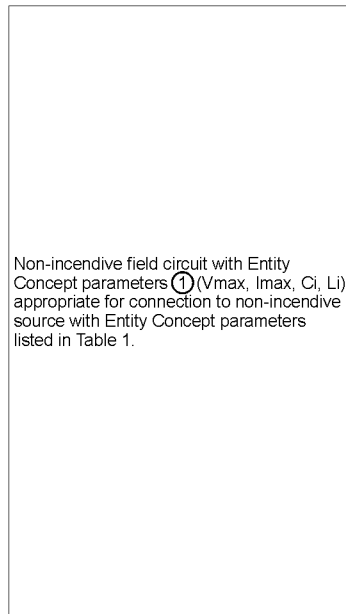 Non-incendive field circuit with Entity
Concept parameters ① (Vmax, Imax, Ci, Li)
appropriate for connection to non-incendive
source with Entity Concept parameters
listed in Table 1.